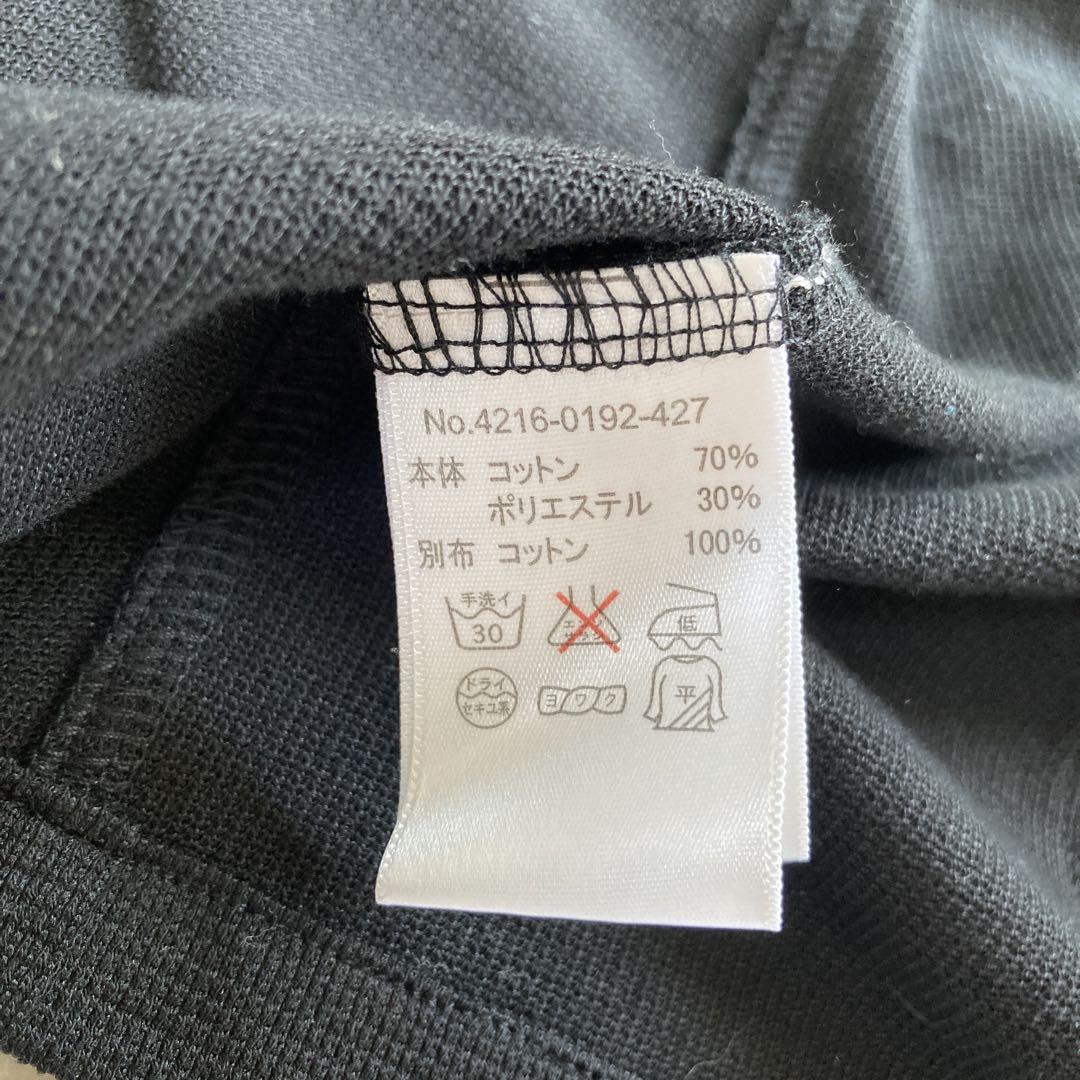 No.4216-0192-427
本体 コットン 70%
ポリエステル 30%
別布 コットン 100%
手洗イ
30
低
ドライ
セキユ系
ヨワク
平